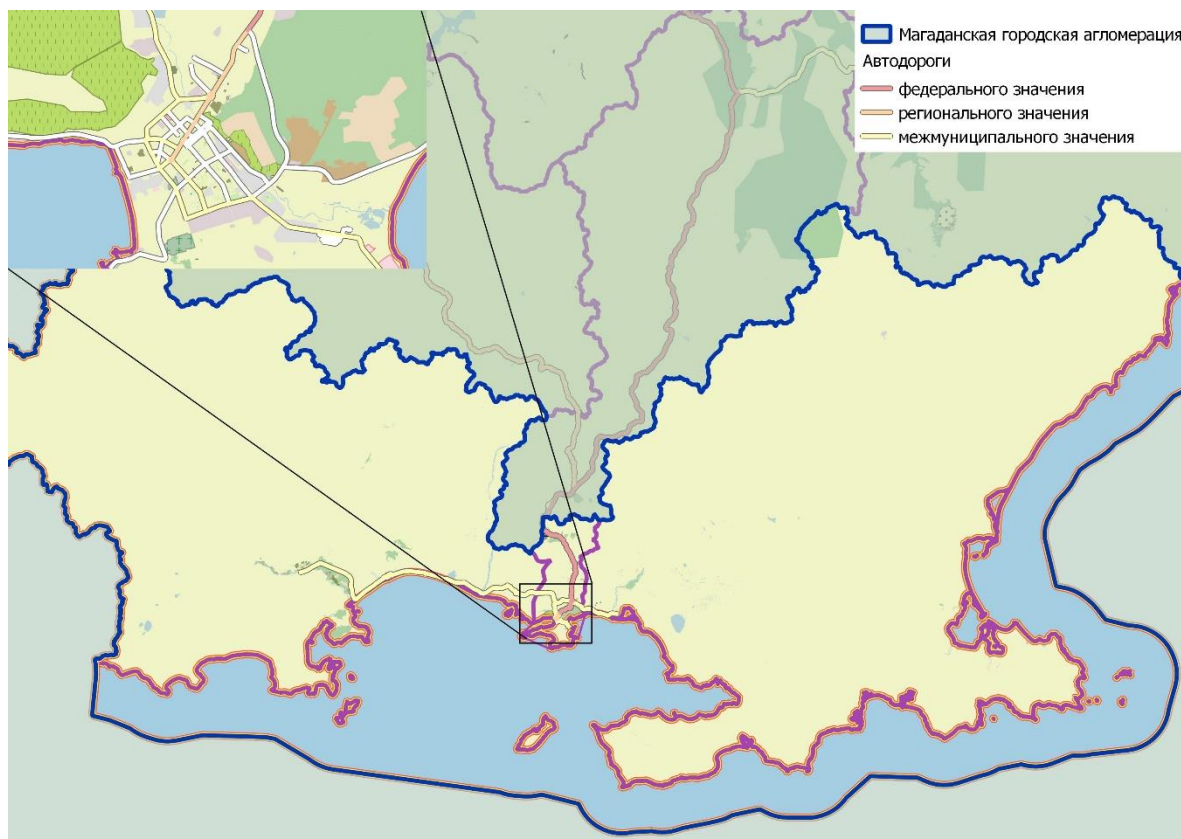 Магаданская городская агломерация
Автодороги
федерального значения
регионального значения
межмуниципального значения